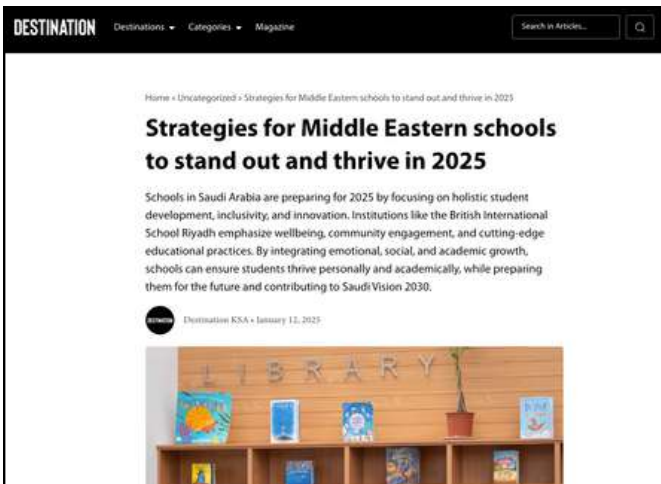 DESTINATION
Destinations
Categories
Magazine
Search in Articles...
Home » Uncategorized » Strategies for Middle Eastern schools to stand out and thrive in 2025
Strategies for Middle Eastern schools
to stand out and thrive in 2025
Schools in Saudi Arabia are preparing for 2025 by focusing on holistic student
development, inclusivity, and innovation. Institutions like the British International
School Riyadh emphasize wellbeing, community engagement, and cutting-edge
educational practices. By integrating emotional, social, and academic growth,
schools can ensure students thrive personally and academically, while preparing
them for the future and contributing to Saudi Vision 2030.
DESTINATION
Destination KSA • January 12, 2025
LIBRARY